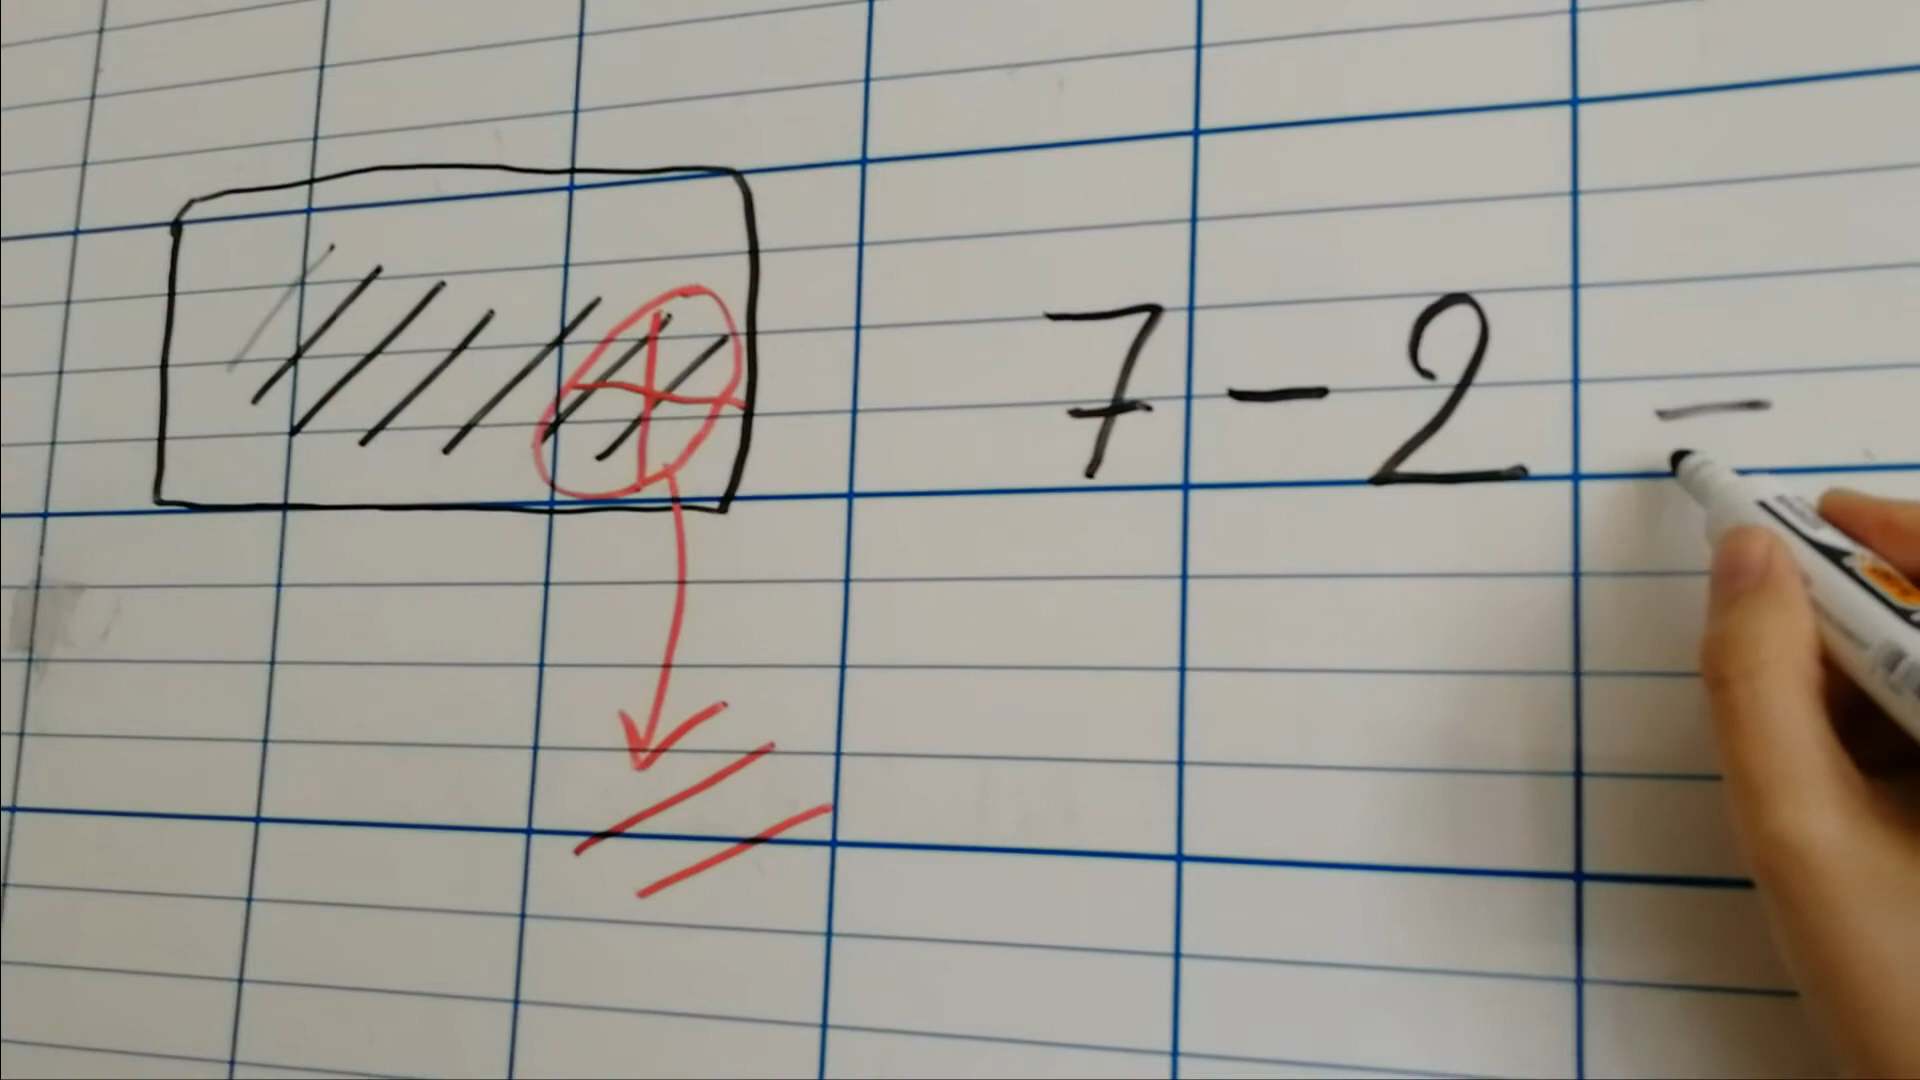 7 - 2 =